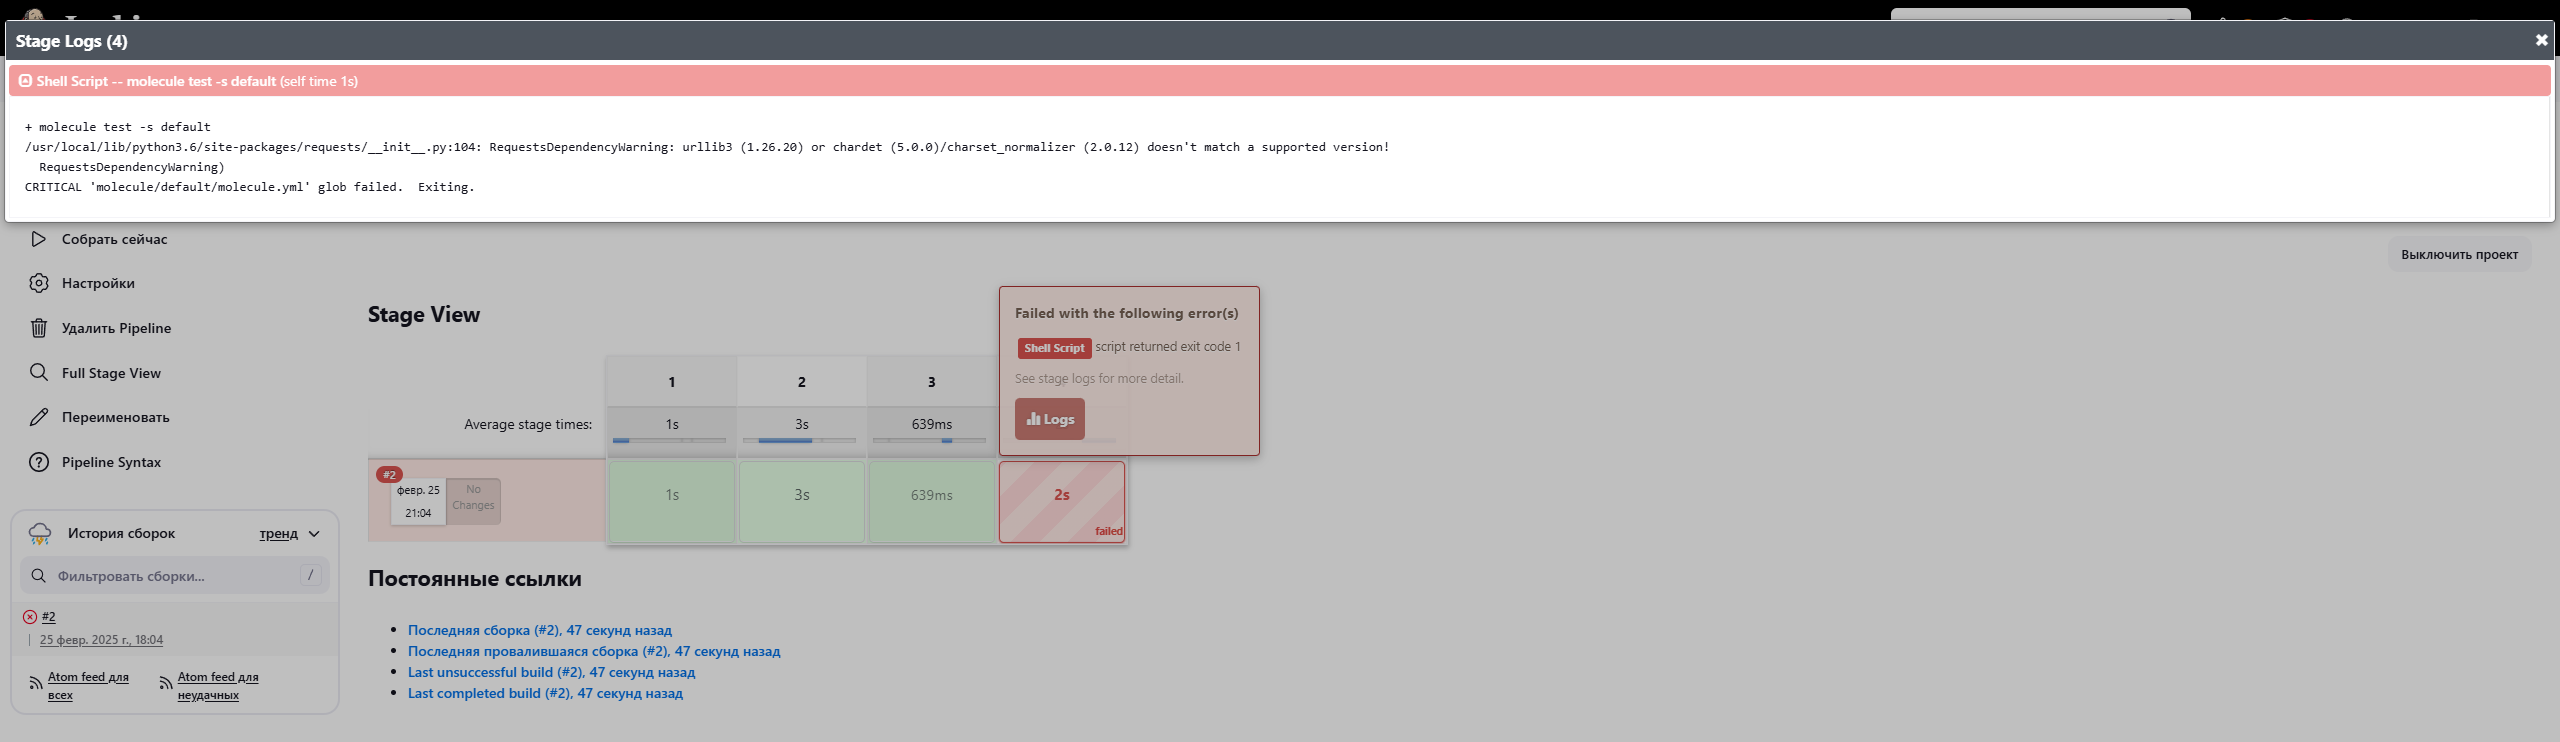 Stage Logs (4)
Shell Script -- molecule test -s default (self time 1s)
+ molecule test -s default
/usr/local/lib/python3.6/site-packages/requests/__init__.py:104: RequestsDependencyWarning: urllib3 (1.26.20) or chardet (5.0.0)/charset_normalizer (2.0.12) doesn't match a supported version!
RequestsDependencyWarning)
CRITICAL 'molecule/default/molecule.yml' glob failed.  Exiting.
Собрать сейчас
Настройки
Удалить Pipeline
Full Stage View
Переименовать
Pipeline Syntax
История сборок
тренд
Фильтровать сборки...
/
#2
25 февр. 2025 г., 18:04
Atom feed для всех
Atom feed для неудачных
Выключить проект
Stage View
Failed with the following error(s)
Shell Script script returned exit code 1
See stage logs for more detail.
Logs
1 2 3
Average stage times: 1s 3s 639ms
#2
февр. 25
21:04
No Changes
1s 3s 639ms 2s
failed
Постоянные ссылки
Последняя сборка (#2), 47 секунд назад
Последняя провалившаяся сборка (#2), 47 секунд назад
Last unsuccessful build (#2), 47 секунд назад
Last completed build (#2), 47 секунд назад